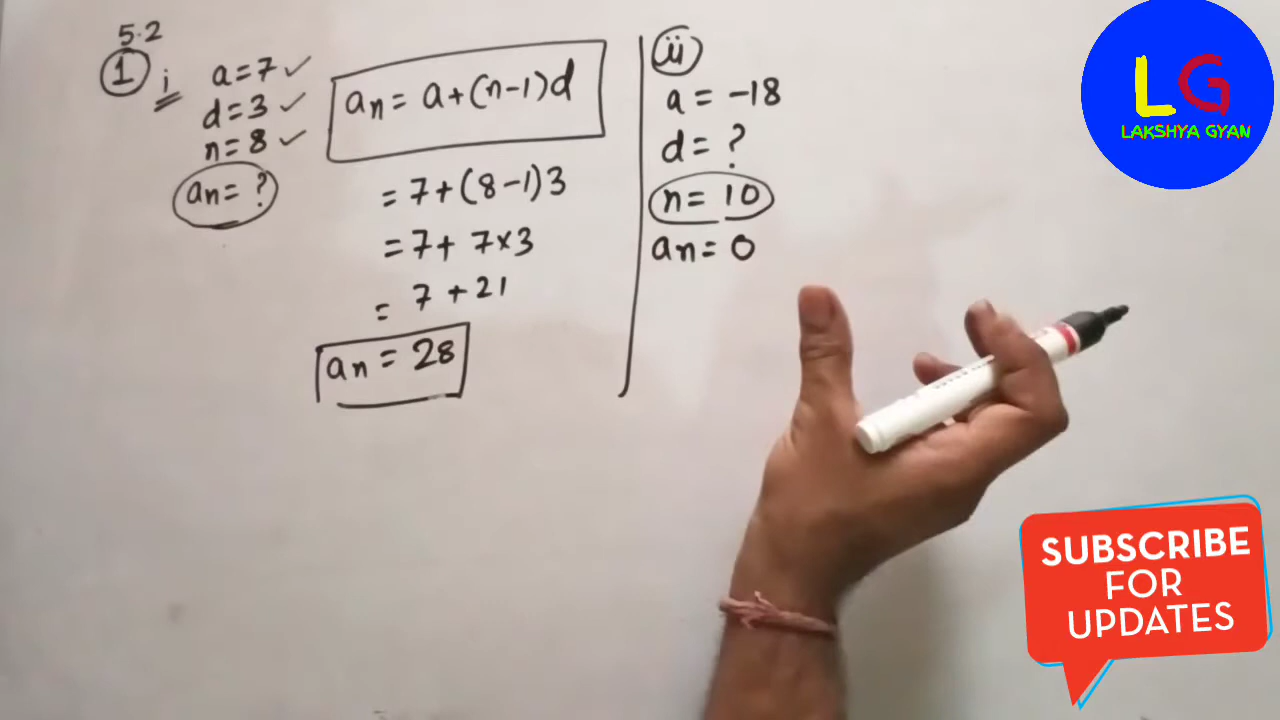 5.2
1 i
a=7 ✓
d=3 ✓
n=8 ✓
an= ?
an = a+(n-1)d
= 7+(8-1)3
= 7+ 7×3
= 7 +21
an = 28
ii
a = -18
d = ?
n = 10
an = 0
LG
LAKSHYA GYAN
SUBSCRIBE
FOR
UPDATES